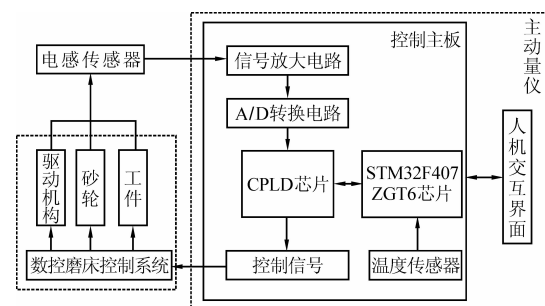 主动量仪
控制主板
电感传感器
信号放大电路
A/D转换电路
驱动机构
砂轮
工件
CPLD芯片
STM32F407
ZGT6芯片
人机交互界面
数控磨床控制系统
控制信号
温度传感器